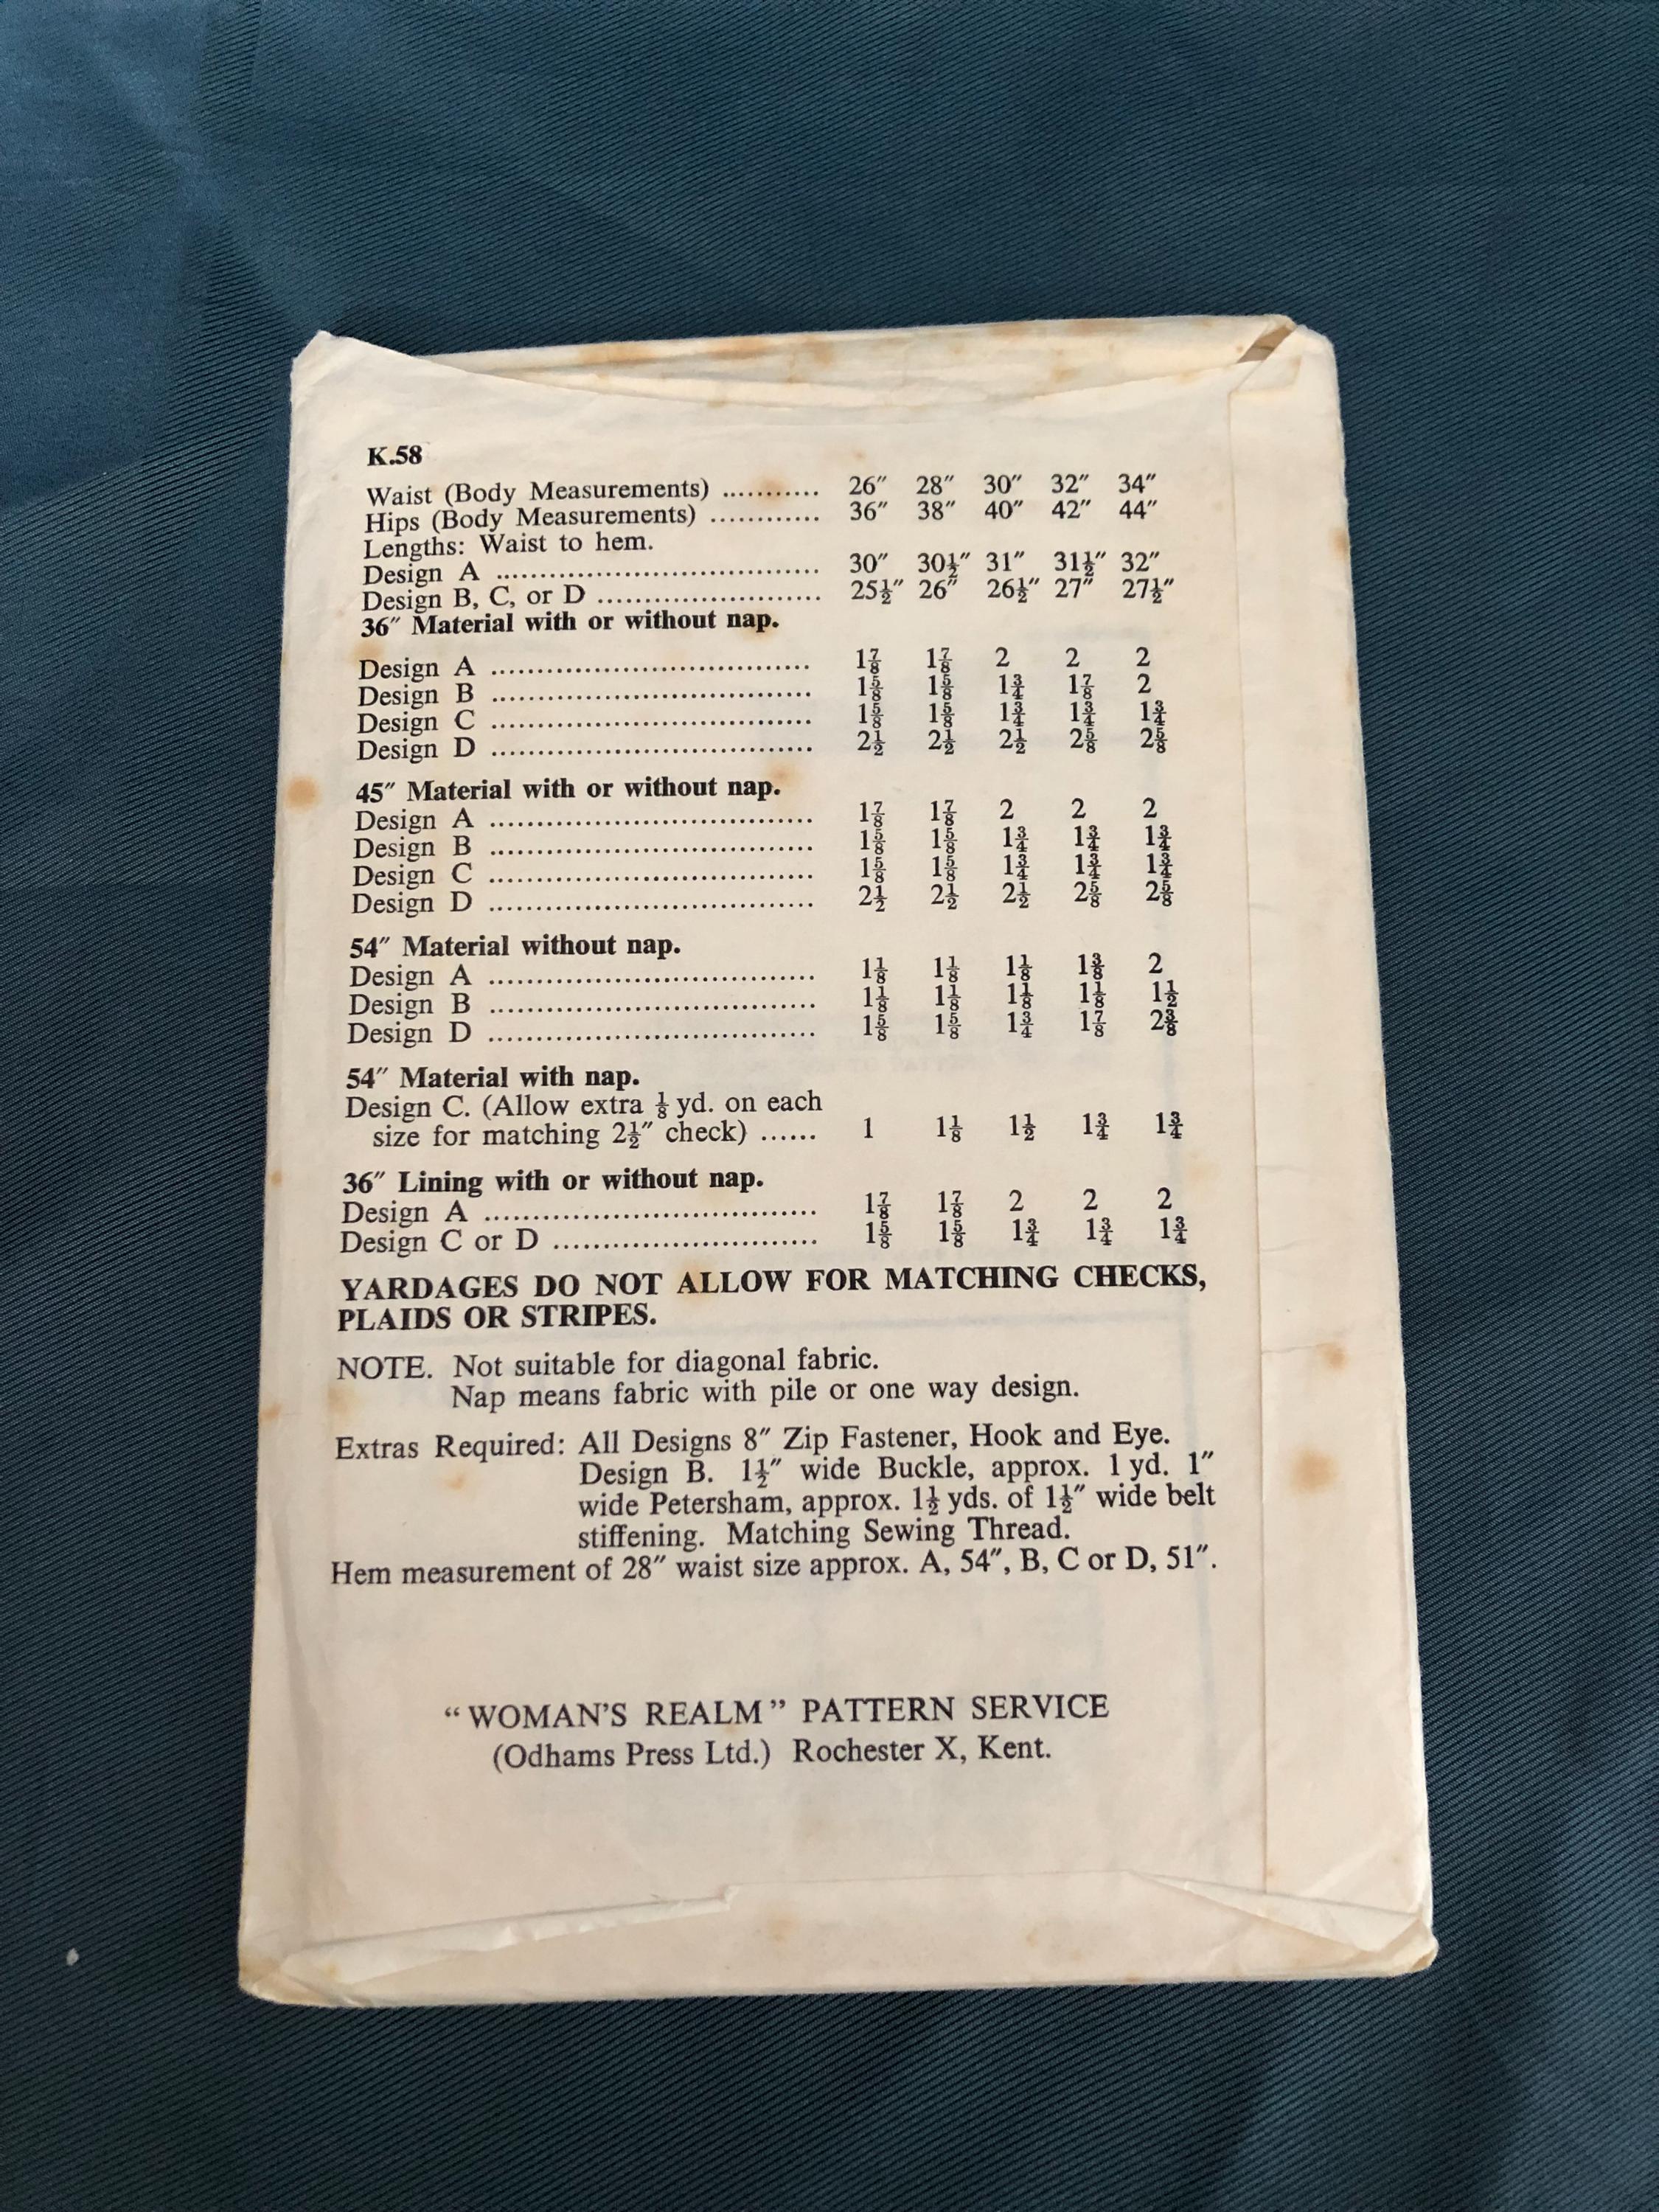 K.58
Waist (Body Measurements) ........... 26″ 28″ 30″ 32″ 34″
Hips (Body Measurements) ............ 36″ 38″ 40″ 42″ 44″
Lengths: Waist to hem.
Design A ..................................... 30″ 30½″ 31″ 31½″ 32″
Design B, C, or D .......................... 25½″ 26″ 26½″ 27″ 27½″
36″ Material with or without nap.
Design A ..................................... 1⅞ 1⅞ 2 2 2
Design B ..................................... 1⅝ 1⅝ 1¾ 1⅞ 2
Design C ..................................... 1⅝ 1⅝ 1¾ 1¾ 1¾
Design D ..................................... 2½ 2½ 2½ 2⅝ 2⅝
45″ Material with or without nap.
Design A ..................................... 1⅞ 1⅞ 2 2 2
Design B ..................................... 1⅝ 1⅝ 1¾ 1¾ 1¾
Design C ..................................... 1⅝ 1⅝ 1¾ 1¾ 1¾
Design D ..................................... 2½ 2½ 2½ 2⅝ 2⅝
54″ Material without nap.
Design A ..................................... 1⅛ 1⅛ 1⅛ 1⅜ 2
Design B ..................................... 1⅛ 1⅛ 1⅛ 1⅛ 1½
Design D ..................................... 1⅝ 1⅝ 1¾ 1⅞ 2⅜
54″ Material with nap.
Design C. (Allow extra ⅛ yd. on each
size for matching 2½″ check) ...... 1 1⅛ 1½ 1¾ 1¾
36″ Lining with or without nap.
Design A ..................................... 1⅞ 1⅞ 2 2 2
Design C or D .............................. 1⅝ 1⅝ 1¾ 1¾ 1¾
YARDAGES DO NOT ALLOW FOR MATCHING CHECKS,
PLAIDS OR STRIPES.
NOTE. Not suitable for diagonal fabric.
Nap means fabric with pile or one way design.
Extras Required: All Designs 8″ Zip Fastener, Hook and Eye.
Design B. 1½″ wide Buckle, approx. 1 yd. 1″
wide Petersham, approx. 1½ yds. of 1½″ wide belt
stiffening. Matching Sewing Thread.
Hem measurement of 28″ waist size approx. A, 54″, B, C or D, 51″.
“WOMAN’S REALM” PATTERN SERVICE
(Odhams Press Ltd.) Rochester X, Kent.